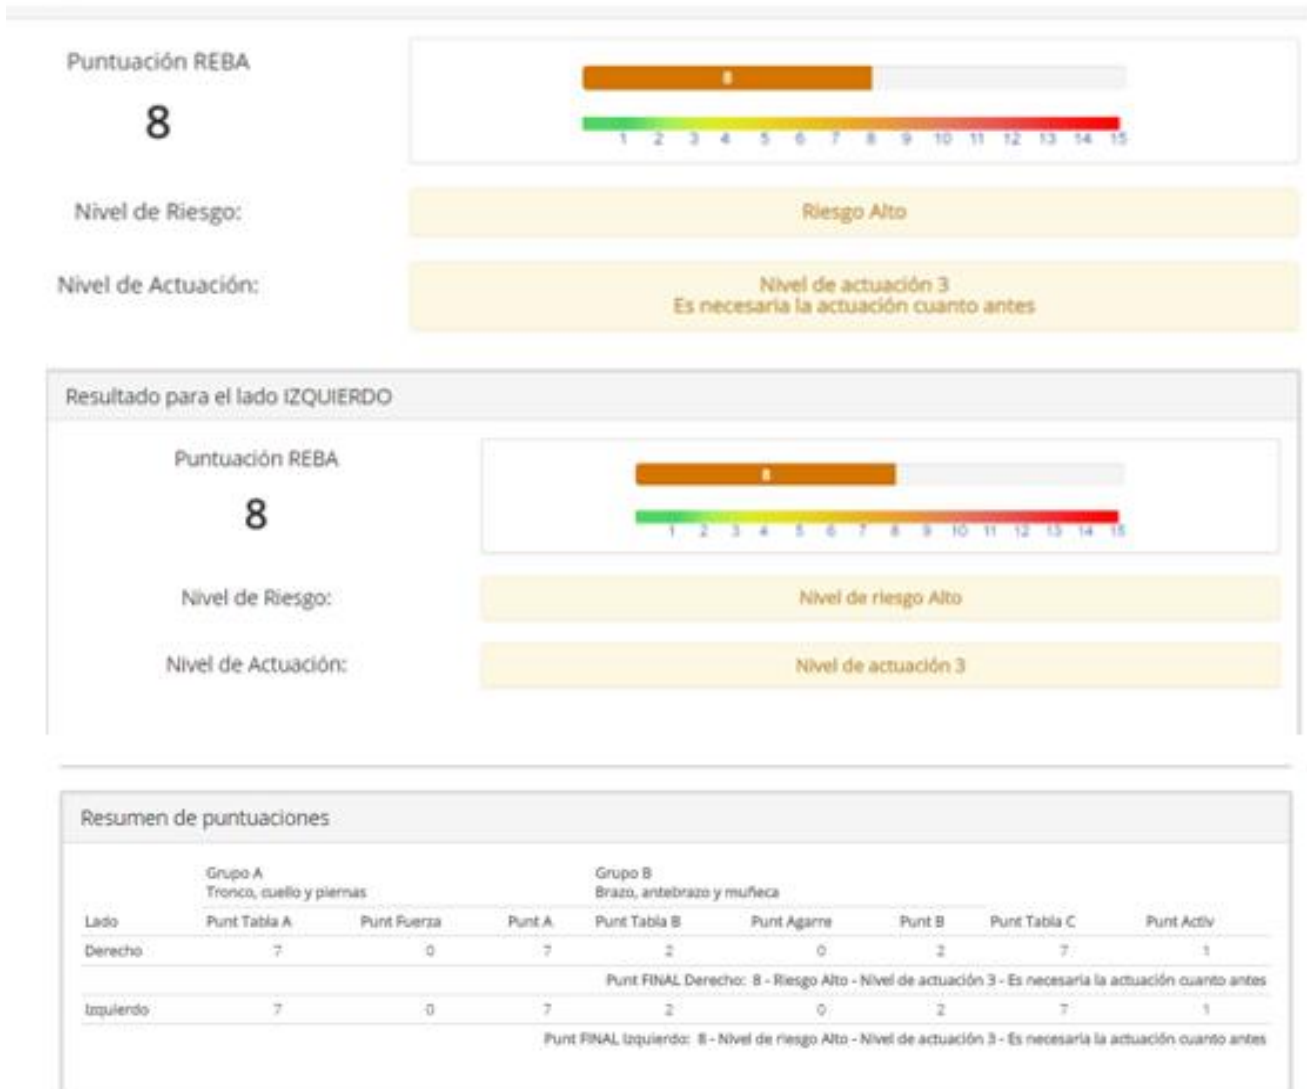 Puntuación REBA
8
8
1 2 3 4 5 6 7 8 9 10 11 12 13 14 15
Nivel de Riesgo:
Riesgo Alto
Nivel de Actuación:
Nivel de actuación 3
Es necesaria la actuación cuanto antes
Resultado para el lado IZQUIERDO
Puntuación REBA
8
8
1 2 3 4 5 6 7 8 9 10 11 12 13 14 15
Nivel de Riesgo:
Nivel de riesgo Alto
Nivel de Actuación:
Nivel de actuación 3
Resumen de puntuaciones
Grupo A Grupo B
Tronco, cuello y piernas Brazo, antebrazo y muñeca
Lado Punt Tabla A Punt Fuerza Punt A Punt Tabla B Punt Agarre Punt B Punt Tabla C Punt Activ
Derecho 7 0 7 2 0 2 7 1
Punt FINAL Derecho: 8 - Riesgo Alto - Nivel de actuación 3 - Es necesaria la actuación cuanto antes
Izquierdo 7 0 7 2 0 2 7 1
Punt FINAL Izquierdo: 8 - Nivel de riesgo Alto - Nivel de actuación 3 - Es necesaria la actuación cuanto antes